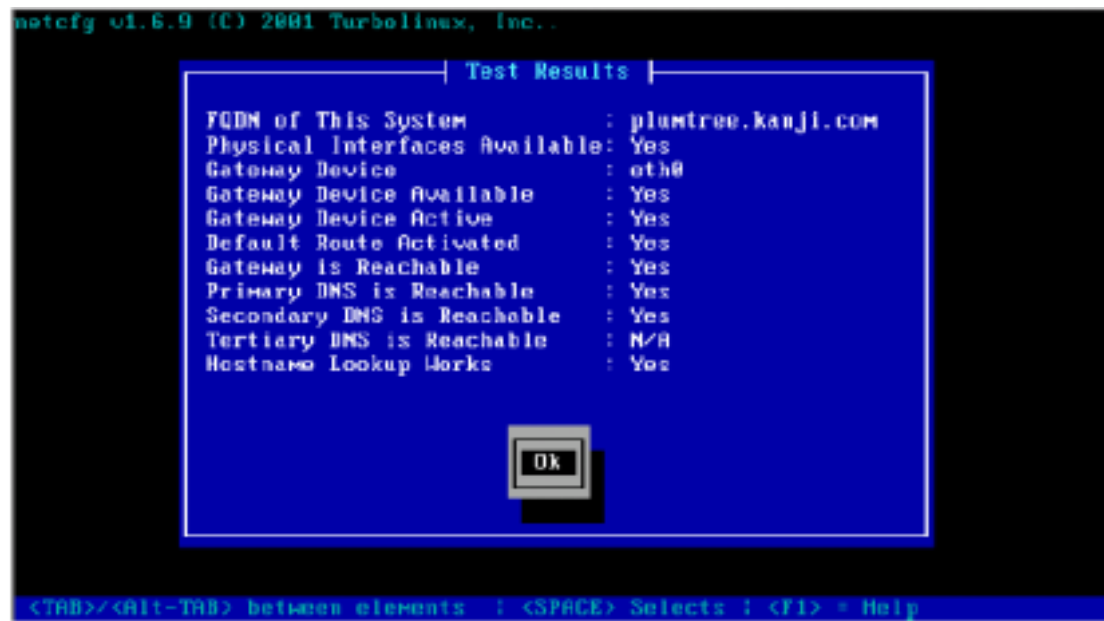 netcfg v1.6.9 (C) 2001 Turbolinux, Inc..
Test Results
FQDN of This System : plumtree.kanji.com
Physical Interfaces Available: Yes
Gateway Device : eth0
Gateway Device Available : Yes
Gateway Device Active : Yes
Default Route Activated : Yes
Gateway is Reachable : Yes
Primary DNS is Reachable : Yes
Secondary DNS is Reachable : Yes
Tertiary DNS is Reachable : N/A
Hostname Lookup Works : Yes
Ok
<TAB>/<Alt-TAB> between elements | <SPACE> Selects | <F1> = Help